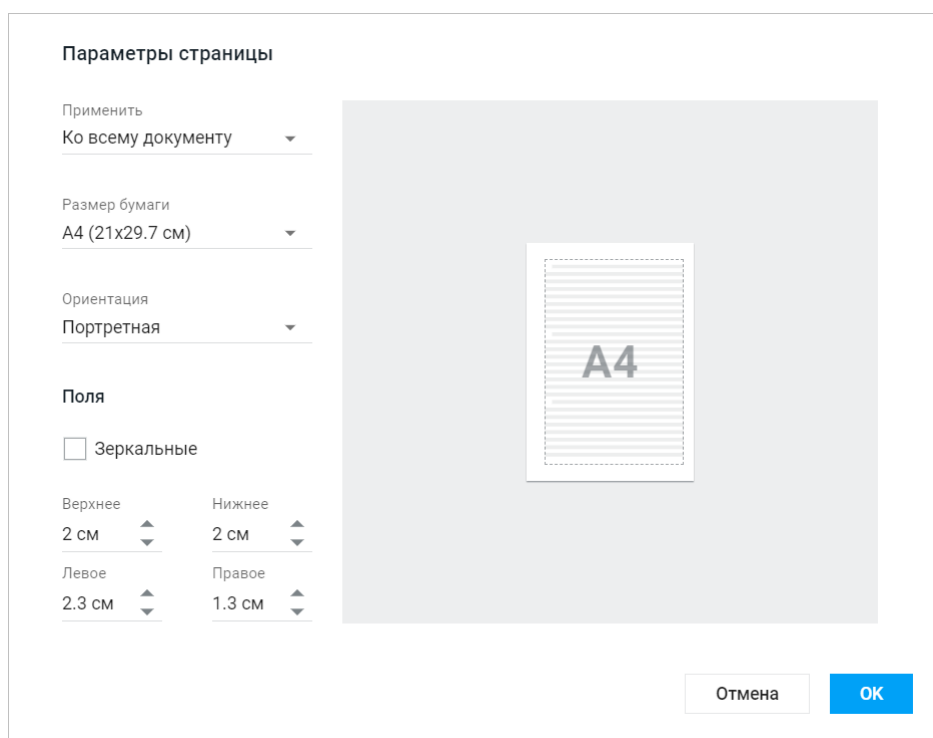 Параметры страницы
Применить
Ко всему документу
Размер бумаги
A4 (21x29.7 см)
Ориентация
Портретная
Поля
Зеркальные
Верхнее Нижнее
2 см 2 см
Левое Правое
2.3 см 1.3 см
A4
Отмена OK